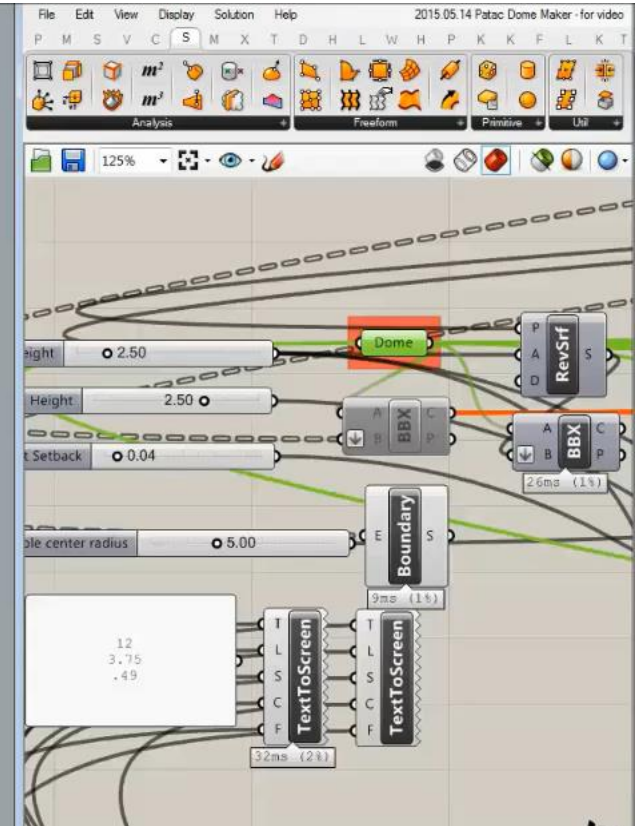 File Edit View Display Solution Help 2015.05.14 Patac Dome Maker - for video
P M S V C S M X T D H L W H P K K F L K T
m²
m³
Analysis Freeform Primitive Util
125%
Dome
P A D RevSrf S
eight 2.50
Height 2.50
A B BBX C P
A B BBX C P
26ms (1%)
t Setback 0.04
E Boundary S
ole center radius 5.00
9ms (1%)
12
3.75
.49
T L S C F TextToScreen
T L S C F TextToScreen
32ms (2%)